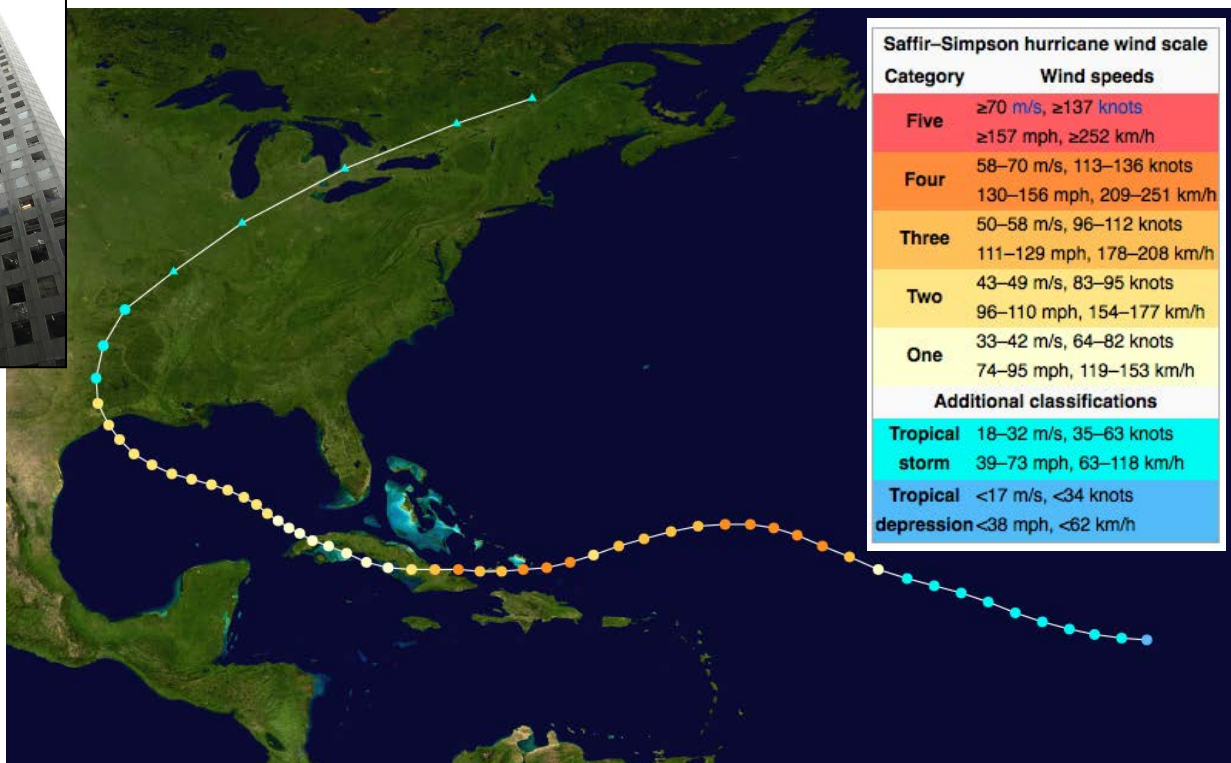 Saffir–Simpson hurricane wind scale
Category Wind speeds
Five ≥70 m/s, ≥137 knots
≥157 mph, ≥252 km/h
Four 58–70 m/s, 113–136 knots
130–156 mph, 209–251 km/h
Three 50–58 m/s, 96–112 knots
111–129 mph, 178–208 km/h
Two 43–49 m/s, 83–95 knots
96–110 mph, 154–177 km/h
One 33–42 m/s, 64–82 knots
74–95 mph, 119–153 km/h
Additional classifications
Tropical 18–32 m/s, 35–63 knots
storm 39–73 mph, 63–118 km/h
Tropical <17 m/s, <34 knots
depression <38 mph, <62 km/h